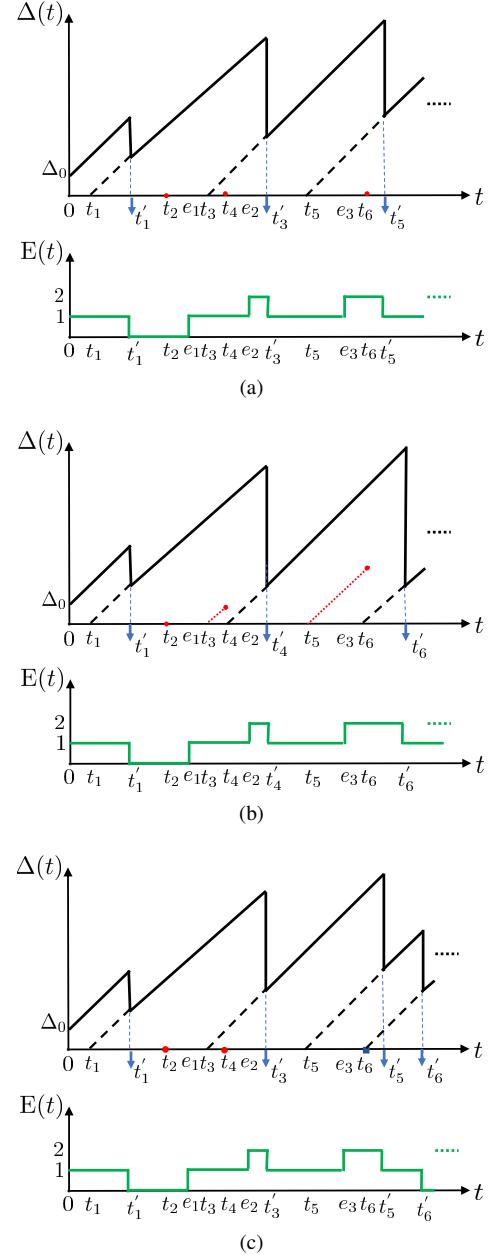 Δ(t)
Δ₀
0 t₁ t₁′ t₂ e₁ t₃ t₄ e₂ t₃′ t₅ e₃ t₆ t₅′ t
E(t)
2
1
0 t₁ t₁′ t₂ e₁ t₃ t₄ e₂ t₃′ t₅ e₃ t₆ t₅′ t
(a)
Δ(t)
Δ₀
0 t₁ t₁′ t₂ e₁ t₃ t₄ e₂ t₄′ t₅ e₃ t₆ t₆′ t
E(t)
2
1
0 t₁ t₁′ t₂ e₁ t₃ t₄ e₂ t₄′ t₅ e₃ t₆ t₆′ t
(b)
Δ(t)
Δ₀
0 t₁ t₁′ t₂ e₁ t₃ t₄ e₂ t₃′ t₅ e₃ t₆ t₅′ t₆′ t
E(t)
2
1
0 t₁ t₁′ t₂ e₁ t₃ t₄ e₂ t₃′ t₅ e₃ t₆ t₅′ t₆′ t
(c)